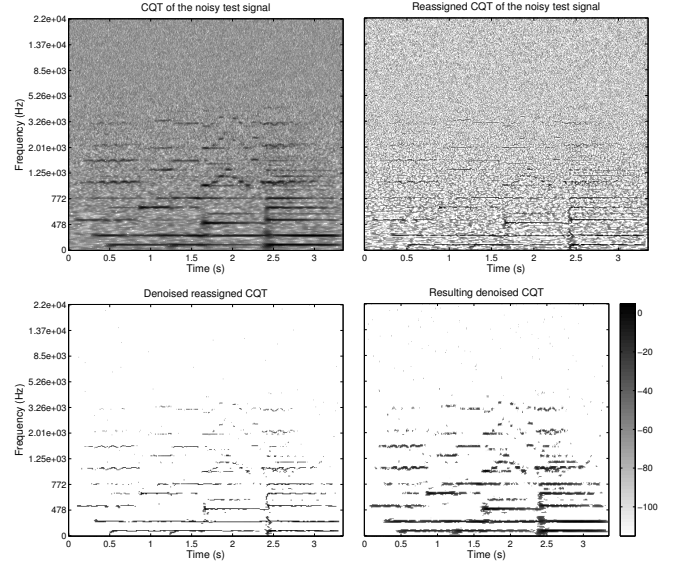 CQT of the noisy test signal
Reassigned CQT of the noisy test signal
Frequency (Hz)
2.2e+04
1.37e+04
8.5e+03
5.26e+03
3.26e+03
2.01e+03
1.25e+03
772
478
0
0 0.5 1 1.5 2 2.5 3
Time (s)
0 0.5 1 1.5 2 2.5 3
Time (s)
Denoised reassigned CQT
Resulting denoised CQT
Frequency (Hz)
2.2e+04
1.37e+04
8.5e+03
5.26e+03
3.26e+03
2.01e+03
1.25e+03
772
478
0
0 0.5 1 1.5 2 2.5 3
Time (s)
0 0.5 1 1.5 2 2.5 3
Time (s)
0
−20
−40
−60
−80
−100